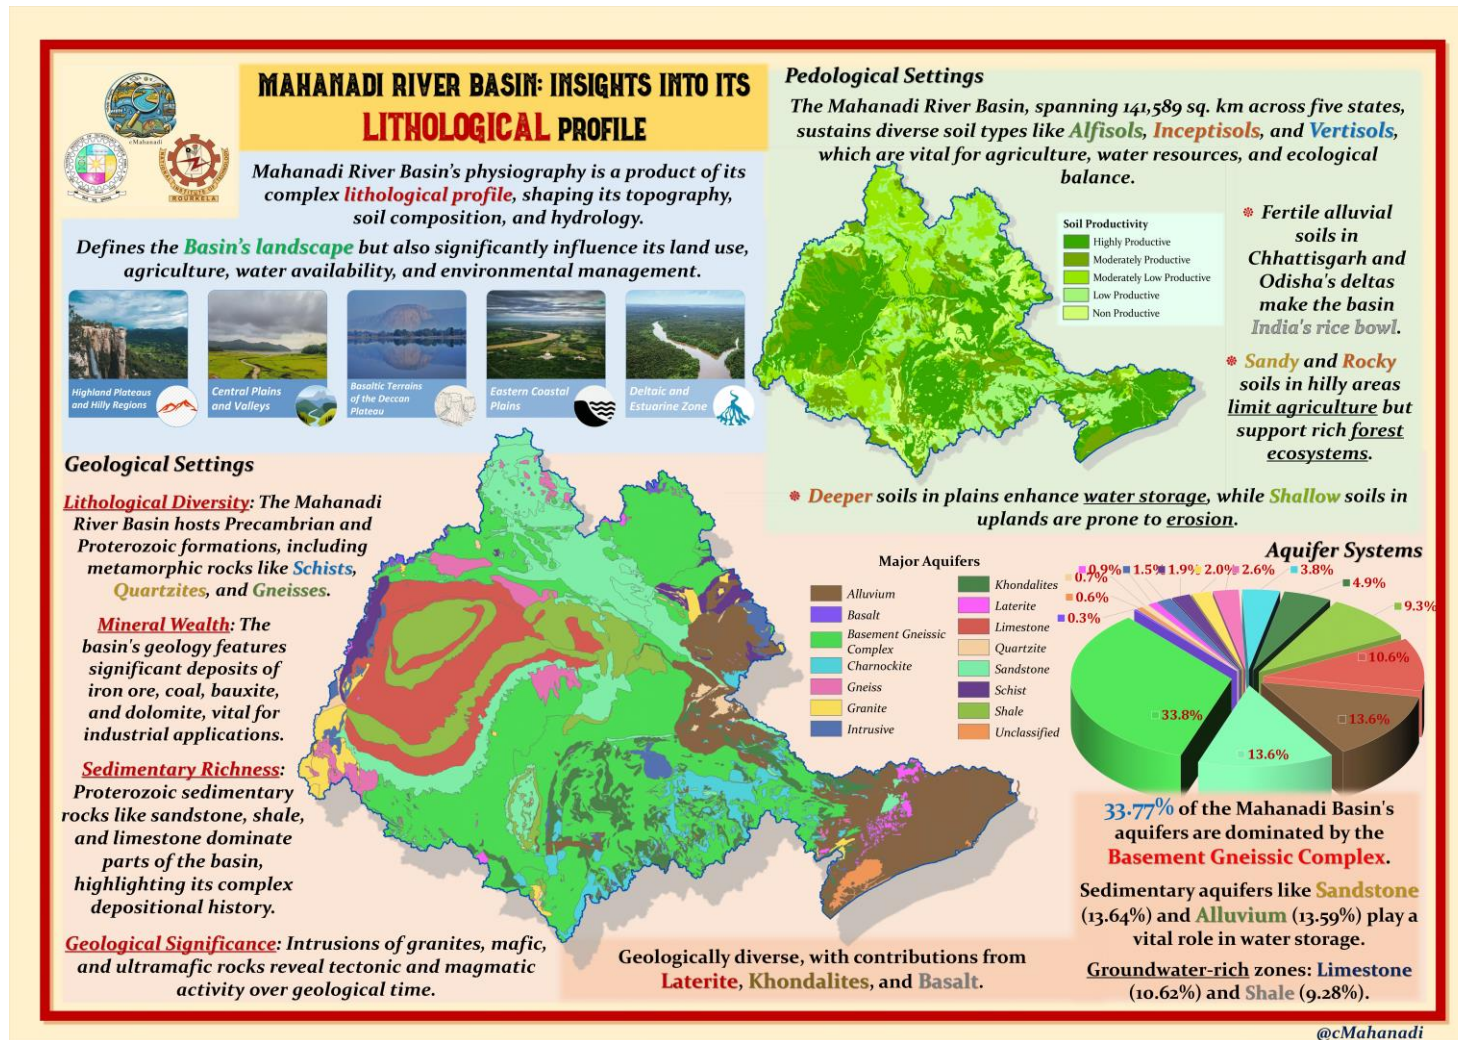 MAHANADI RIVER BASIN: INSIGHTS INTO ITS
LITHOLOGICAL PROFILE
cMahanadi
ROURKELA
Mahanadi River Basin's physiography is a product of its
complex lithological profile, shaping its topography,
soil composition, and hydrology.
Defines the Basin's landscape but also significantly influence its land use,
agriculture, water availability, and environmental management.
Highland Plateaus
and Hilly Regions
Central Plains
and Valleys
Basaltic Terrains
of the Deccan
Plateau
Eastern Coastal
Plains
Deltaic and
Estuarine Zone
Pedological Settings
The Mahanadi River Basin, spanning 141,589 sq. km across five states,
sustains diverse soil types like Alfisols, Inceptisols, and Vertisols,
which are vital for agriculture, water resources, and ecological
balance.
Soil Productivity
Highly Productive
Moderately Productive
Moderately Low Productive
Low Productive
Non Productive
Fertile alluvial
soils in
Chhattisgarh and
Odisha's deltas
make the basin
India's rice bowl.
Sandy and Rocky
soils in hilly areas
limit agriculture but
support rich forest
ecosystems.
Deeper soils in plains enhance water storage, while Shallow soils in
uplands are prone to erosion.
Geological Settings
Lithological Diversity: The Mahanadi
River Basin hosts Precambrian and
Proterozoic formations, including
metamorphic rocks like Schists,
Quartzites, and Gneisses.
Mineral Wealth: The
basin's geology features
significant deposits of
iron ore, coal, bauxite,
and dolomite, vital for
industrial applications.
Sedimentary Richness:
Proterozoic sedimentary
rocks like sandstone, shale,
and limestone dominate
parts of the basin,
highlighting its complex
depositional history.
Geological Significance: Intrusions of granites, mafic,
and ultramafic rocks reveal tectonic and magmatic
activity over geological time.
Major Aquifers
Alluvium
Basalt
Basement Gneissic
Complex
Charnockite
Gneiss
Granite
Intrusive
Khondalites
Laterite
Limestone
Quartzite
Sandstone
Schist
Shale
Unclassified
Geologically diverse, with contributions from
Laterite, Khondalites, and Basalt.
Aquifer Systems
0.3%
0.6%
0.7%
0.9%
1.5%
1.9%
2.0%
2.6%
3.8%
4.9%
9.3%
10.6%
13.6%
13.6%
33.8%
33.77% of the Mahanadi Basin's
aquifers are dominated by the
Basement Gneissic Complex.
Sedimentary aquifers like Sandstone
(13.64%) and Alluvium (13.59%) play a
vital role in water storage.
Groundwater-rich zones: Limestone
(10.62%) and Shale (9.28%).
@cMahanadi